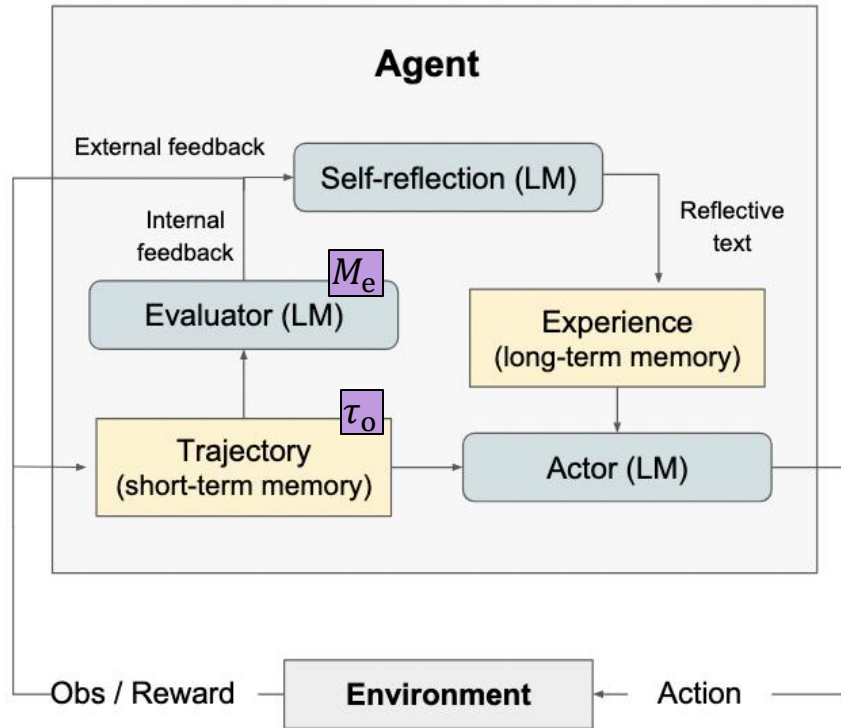 Agent
External feedback
Self-reflection (LM)
Internal
feedback
Reflective
text
Mₑ
Evaluator (LM)
Experience
(long-term memory)
τₒ
Trajectory
(short-term memory)
Actor (LM)
Obs / Reward
Environment
Action